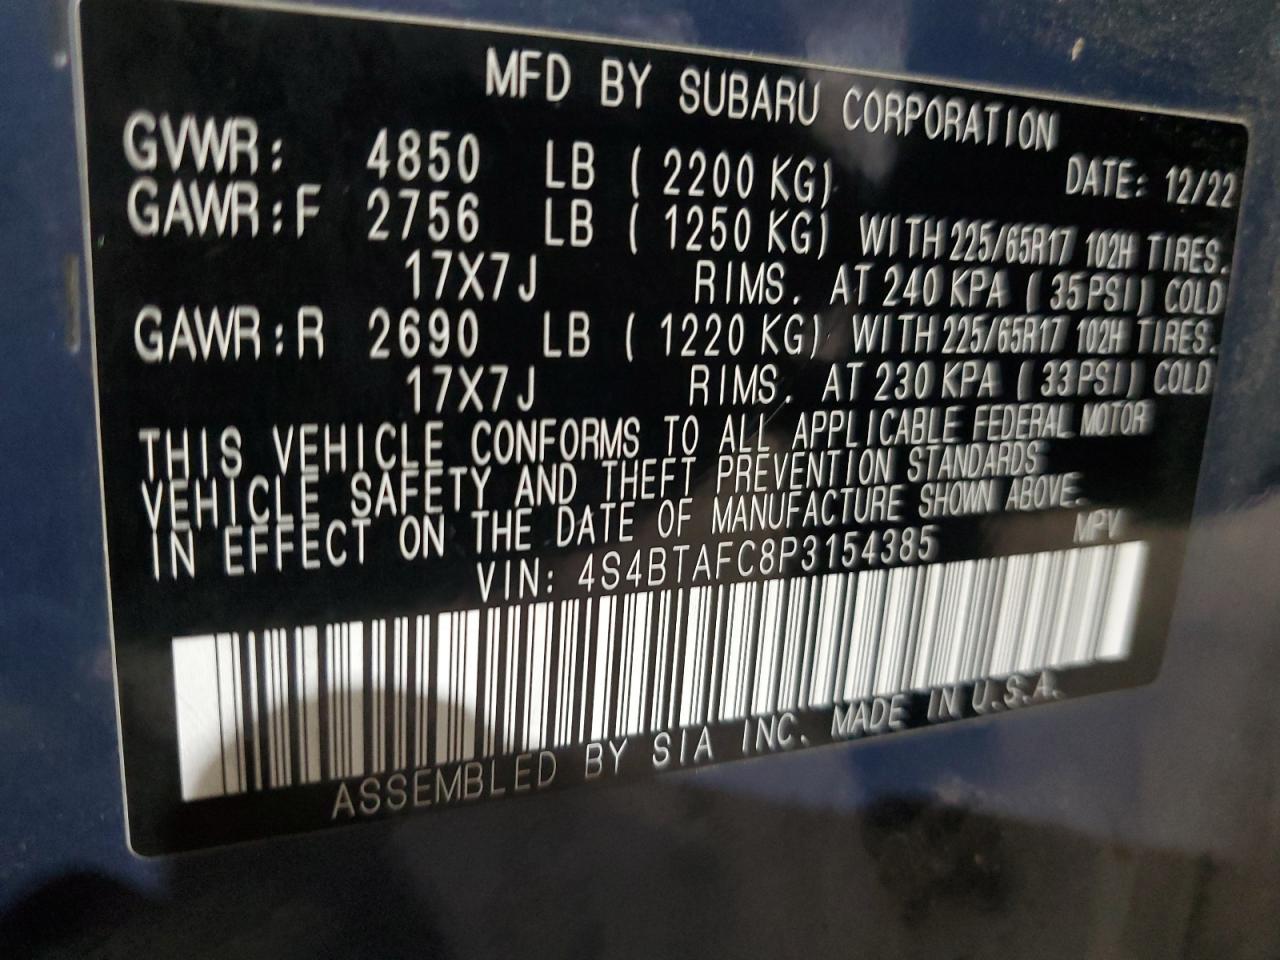 MFD BY SUBARU CORPORATION
DATE: 12/22
GVWR: 4850 LB ( 2200 KG)
GAWR:F 2756 LB ( 1250 KG) WITH 225/65R17 102H TIRES.
17X7J RIMS. AT 240 KPA ( 35PSI) COLD
GAWR:R 2690 LB ( 1220 KG) WITH 225/65R17 102H TIRES.
17X7J RIMS. AT 230 KPA ( 33PSI) COLD
THIS VEHICLE CONFORMS TO ALL APPLICABLE FEDERAL MOTOR
VEHICLE SAFETY AND THEFT PREVENTION STANDARDS
IN EFFECT ON THE DATE OF MANUFACTURE SHOWN ABOVE.
VIN: 4S4BTAFC8P3154385 MPV
ASSEMBLED BY SIA INC. MADE IN U.S.A.